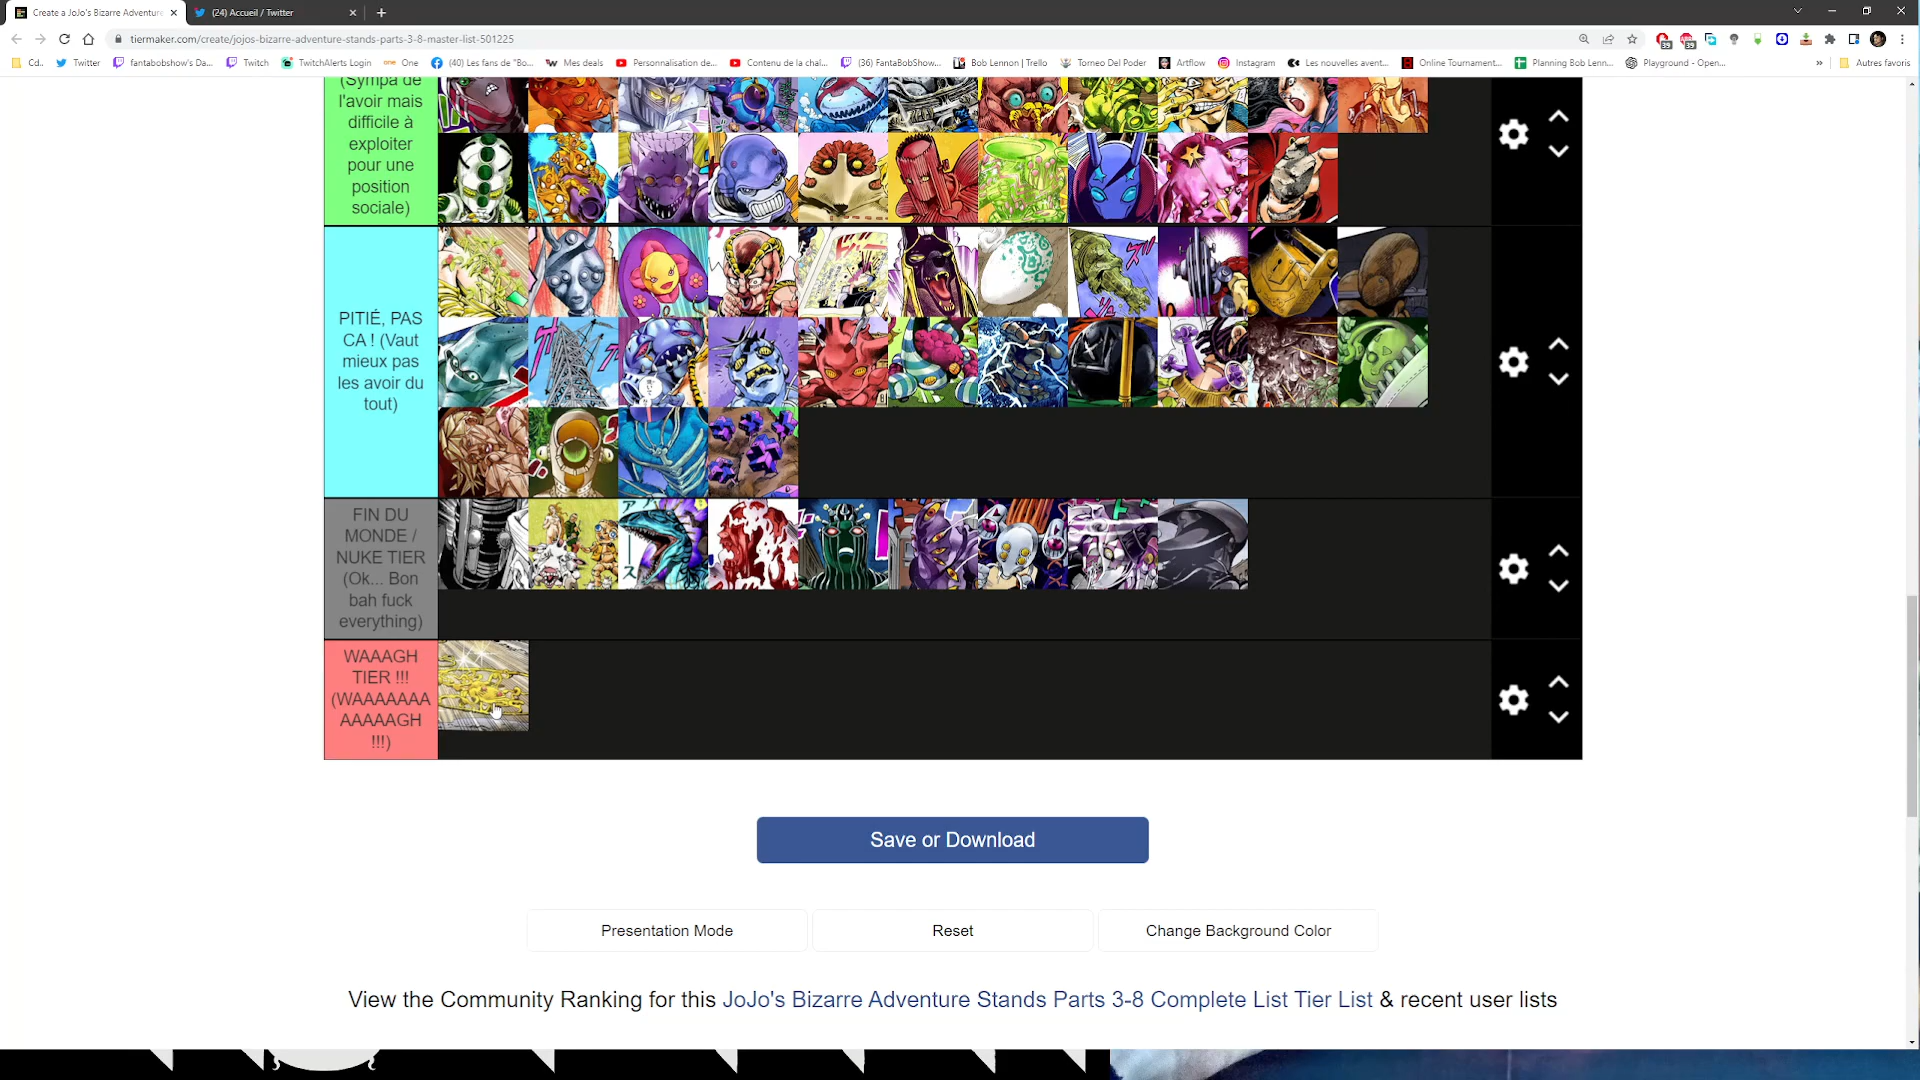 Create a JoJo's Bizarre Adventure
(24) Accueil / Twitter
tiermaker.com/create/jojos-bizarre-adventure-stands-parts-3-8-master-list-501225
Cd..
Twitter
fantabobshow's Da...
Twitch
TwitchAlerts Login
One
(40) Les fans de "Bo...
Mes deals
Personnalisation de...
Contenu de la chaî...
(36) FantaBobShow...
Bob Lennon | Trello
Torneo Del Poder
Artflow
Instagram
Les nouvelles avent...
Online Tournament...
Planning Bob Lenn...
Playground - Open...
»
Autres favoris
(Sympa de
l'avoir mais
difficile à
exploiter
pour une
position
sociale)
PITIÉ, PAS
CA ! (Vaut
mieux pas
les avoir du
tout)
FIN DU
MONDE /
NUKE TIER
(Ok... Bon
bah fuck
everything)
WAAAGH
TIER !!!
(WAAAAAAA
AAAAAGH
!!!)
Save or Download
Presentation Mode
Reset
Change Background Color
View the Community Ranking for this JoJo's Bizarre Adventure Stands Parts 3-8 Complete List Tier List & recent user lists